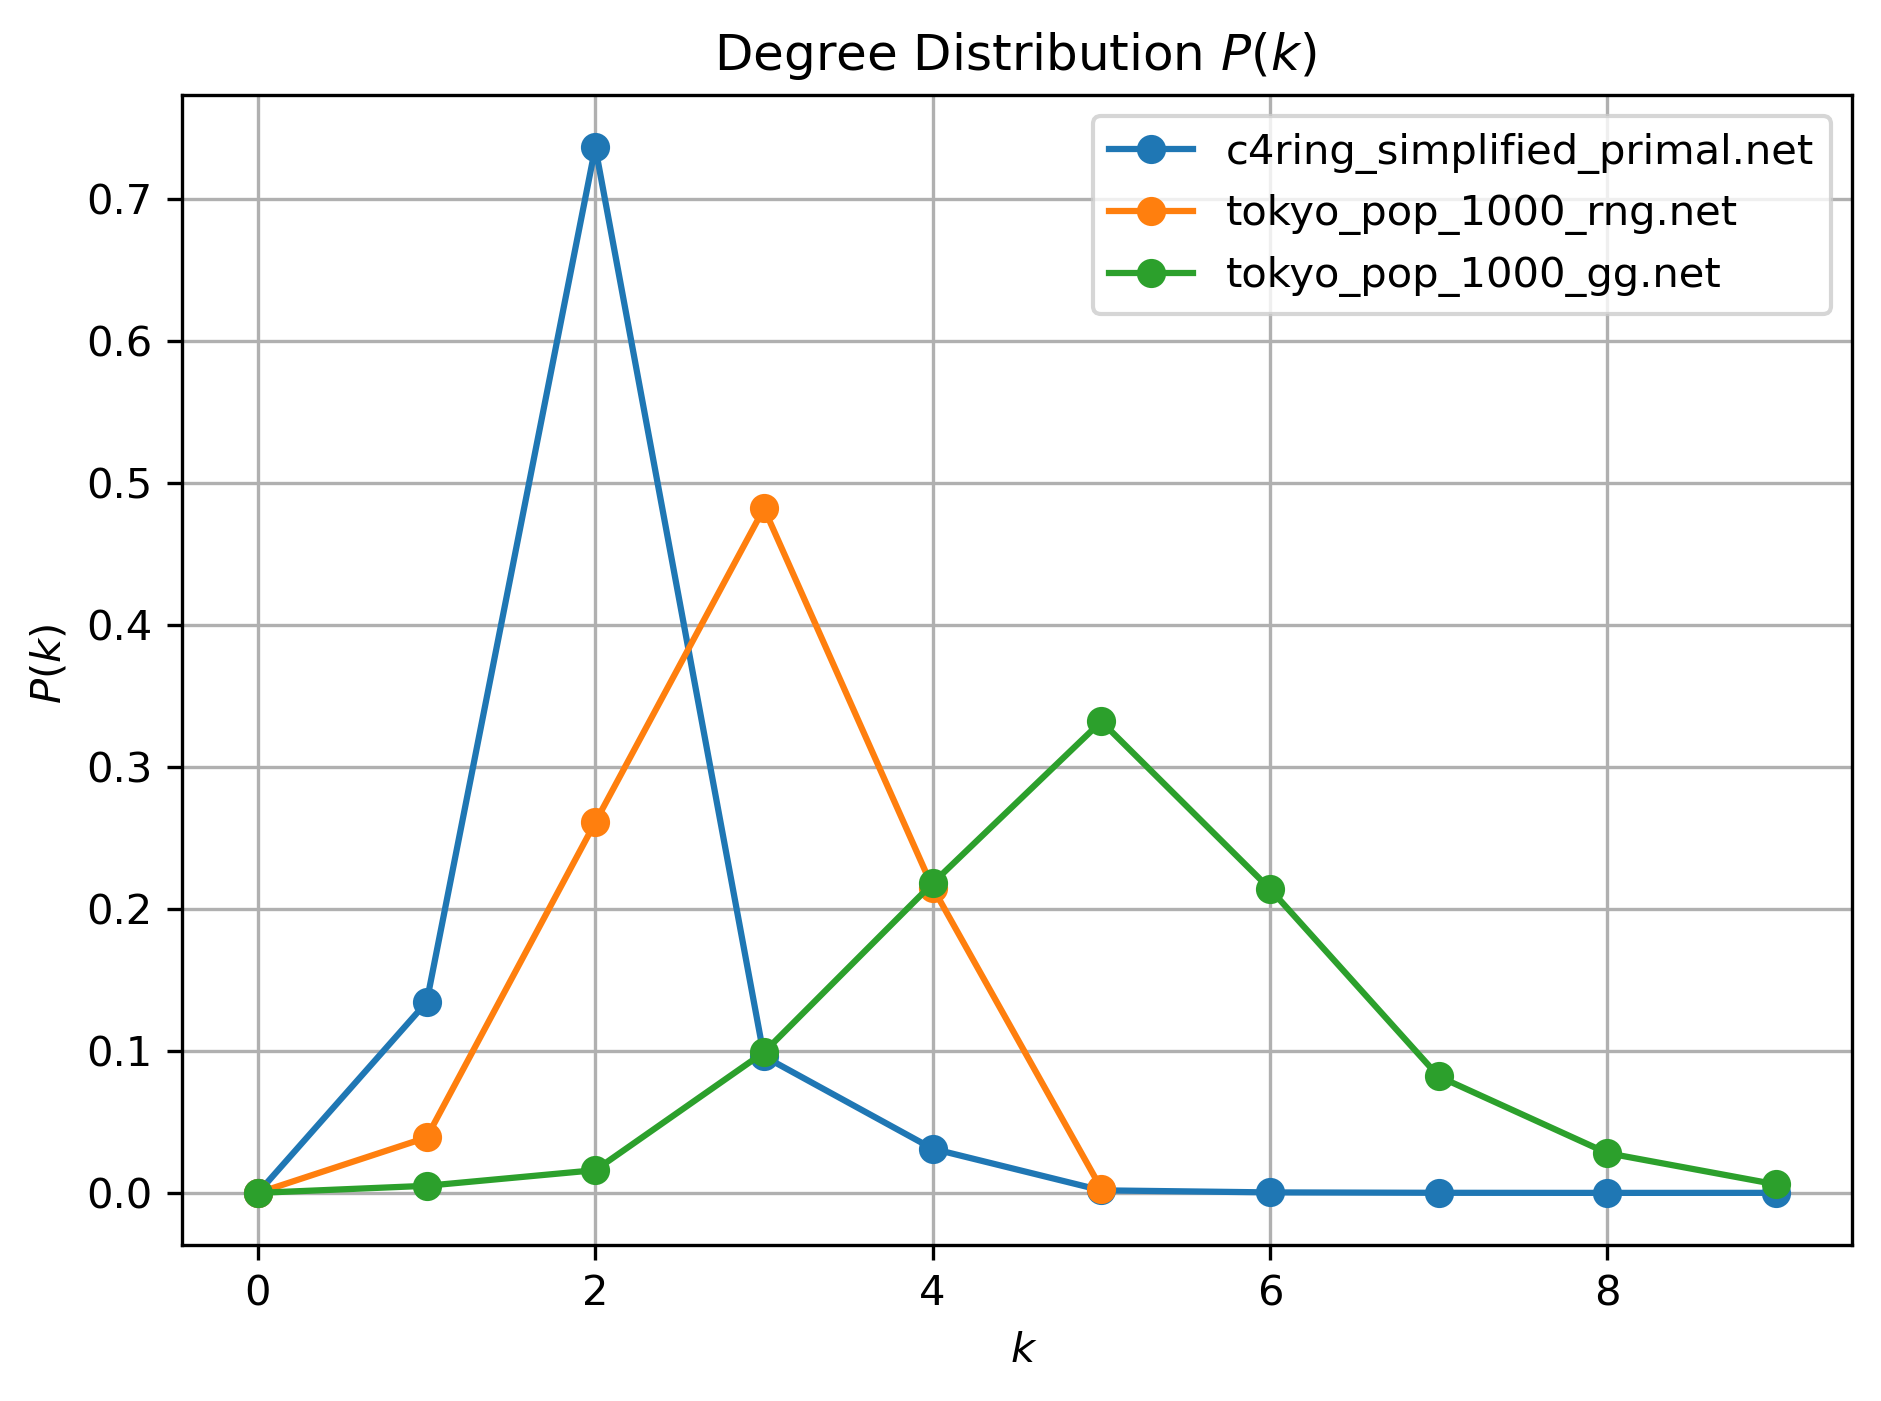 Degree Distribution P(k)
c4ring_simplified_primal.net
tokyo_pop_1000_rng.net
tokyo_pop_1000_gg.net
0.7
0.6
0.5
0.4
0.3
0.2
0.1
0.0
P(k)
0 2 4 6 8
k